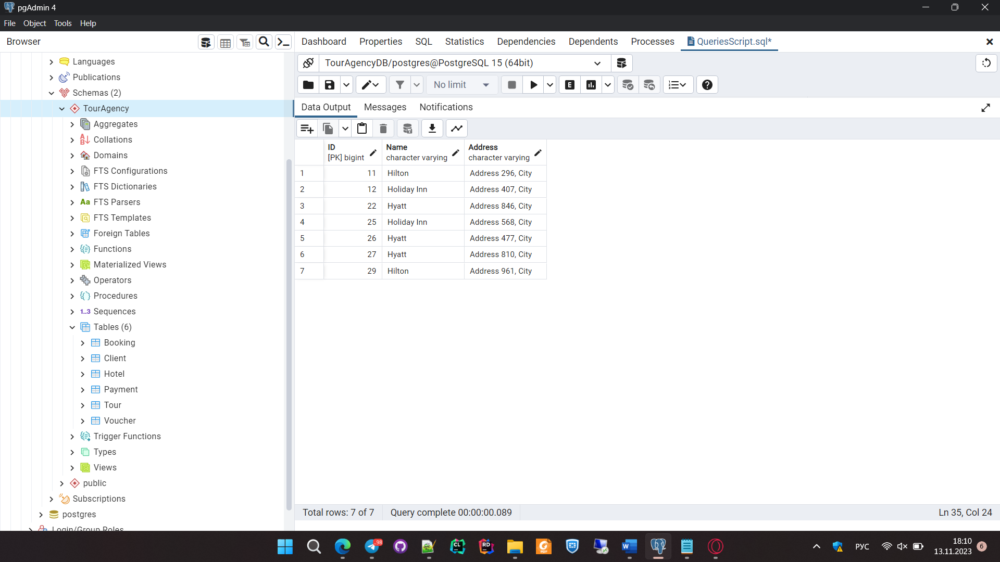 pgAdmin 4
File Object Tools Help
Browser
Dashboard Properties SQL Statistics Dependencies Dependents Processes QueriesScript.sql*
Languages
Publications
Schemas (2)
TourAgency
Aggregates
Collations
Domains
FTS Configurations
FTS Dictionaries
Aa FTS Parsers
FTS Templates
Foreign Tables
Functions
Materialized Views
Operators
Procedures
1..3 Sequences
Tables (6)
Booking
Client
Hotel
Payment
Tour
Voucher
Trigger Functions
Types
Views
public
Subscriptions
postgres
Login/Group Roles
TourAgencyDB/postgres@PostgreSQL 15 (64bit)
No limit
E
Data Output Messages Notifications
ID Name Address
[PK] bigint character varying character varying
1 11 Hilton Address 296, City
2 12 Holiday Inn Address 407, City
3 22 Hyatt Address 846, City
4 25 Holiday Inn Address 568, City
5 26 Hyatt Address 477, City
6 27 Hyatt Address 810, City
7 29 Hilton Address 961, City
Total rows: 7 of 7 Query complete 00:00:00.089 Ln 35, Col 24
..98
CL
RD
PDF
W
РУС
18:10
13.11.2023
6